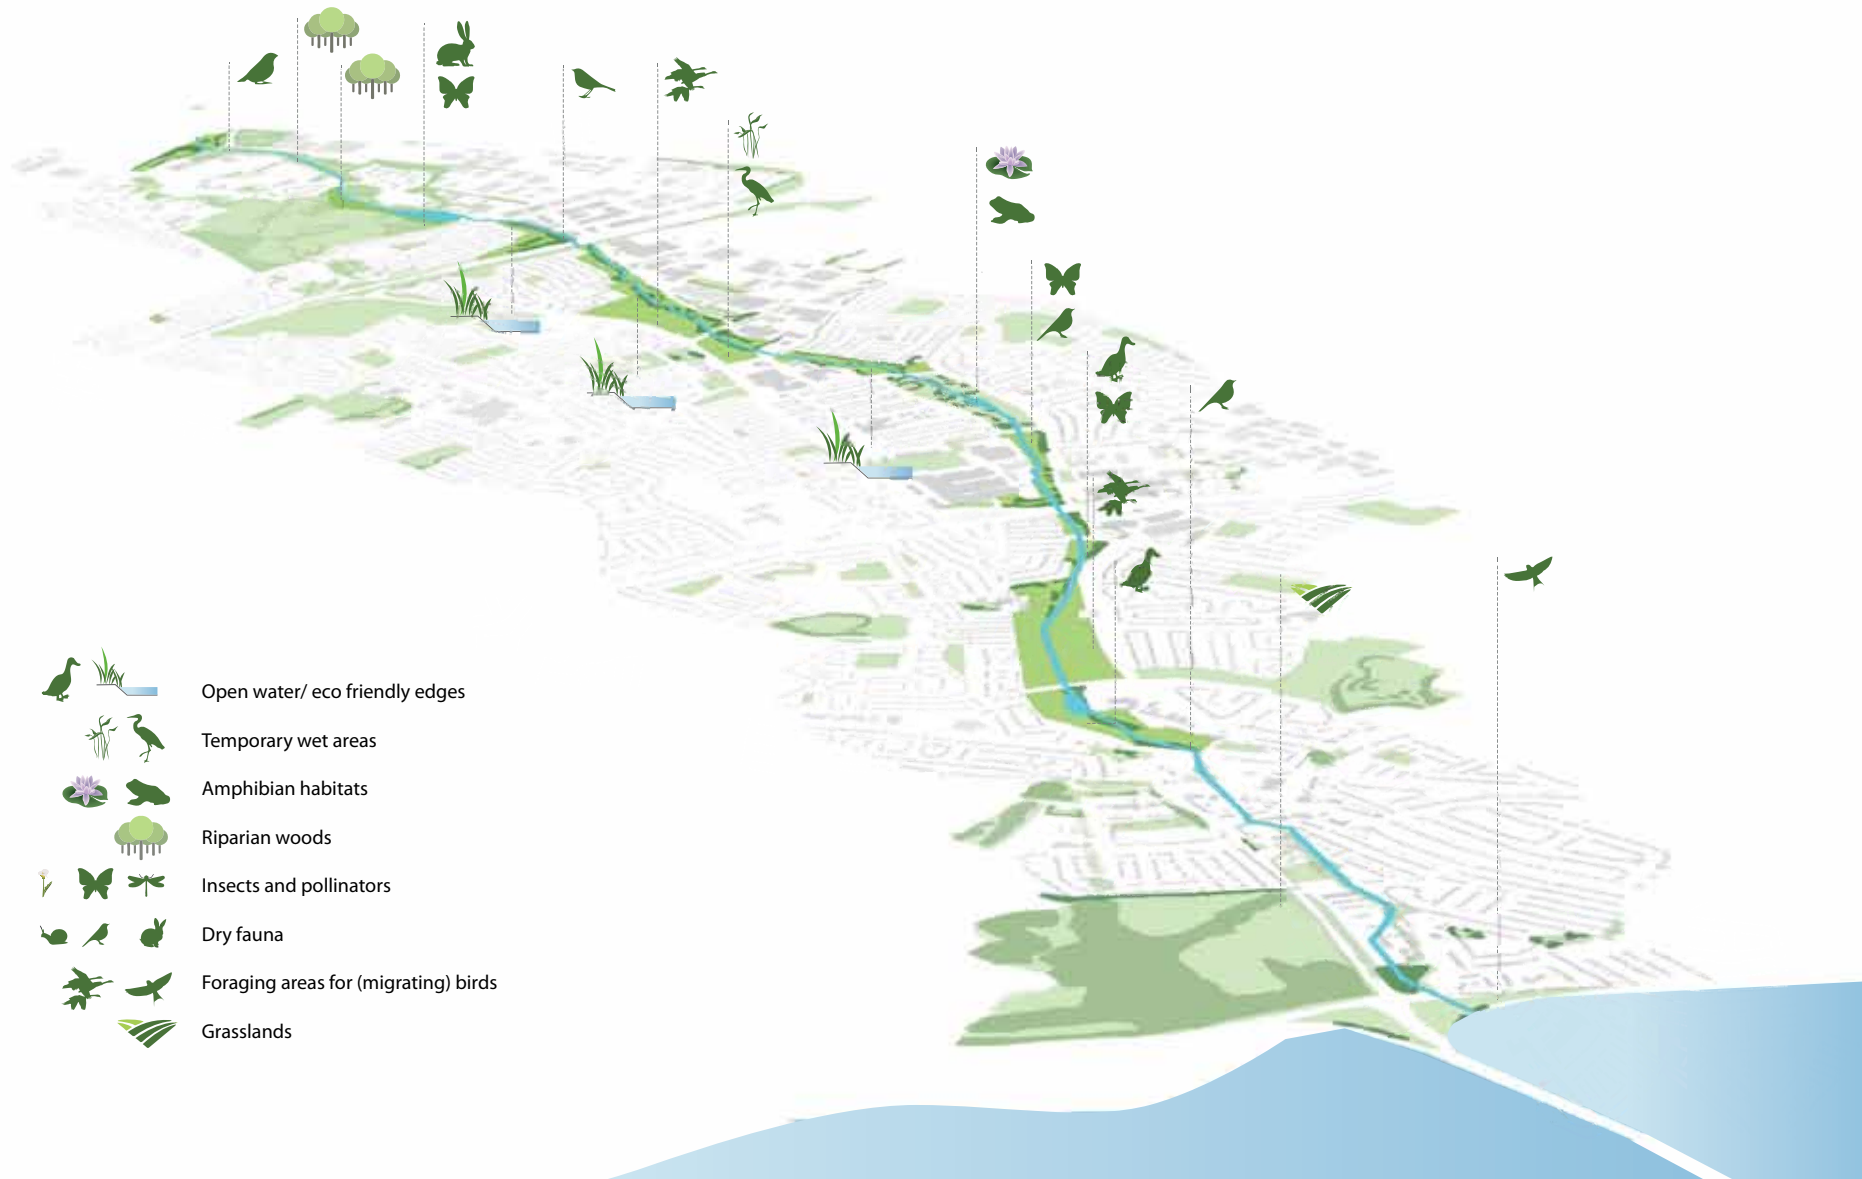 Open water/ eco friendly edges
Temporary wet areas
Amphibian habitats
Riparian woods
Insects and pollinators
Dry fauna
Foraging areas for (migrating) birds
Grasslands